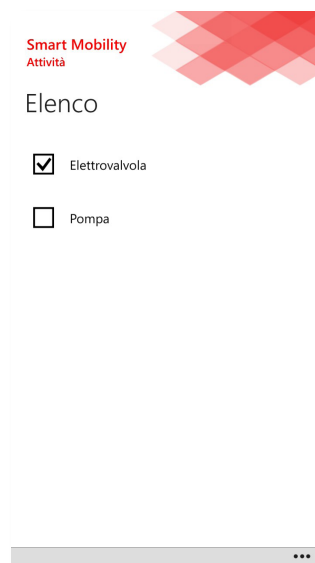 Smart Mobility
Attività
Elenco
Elettrovalvola
Pompa